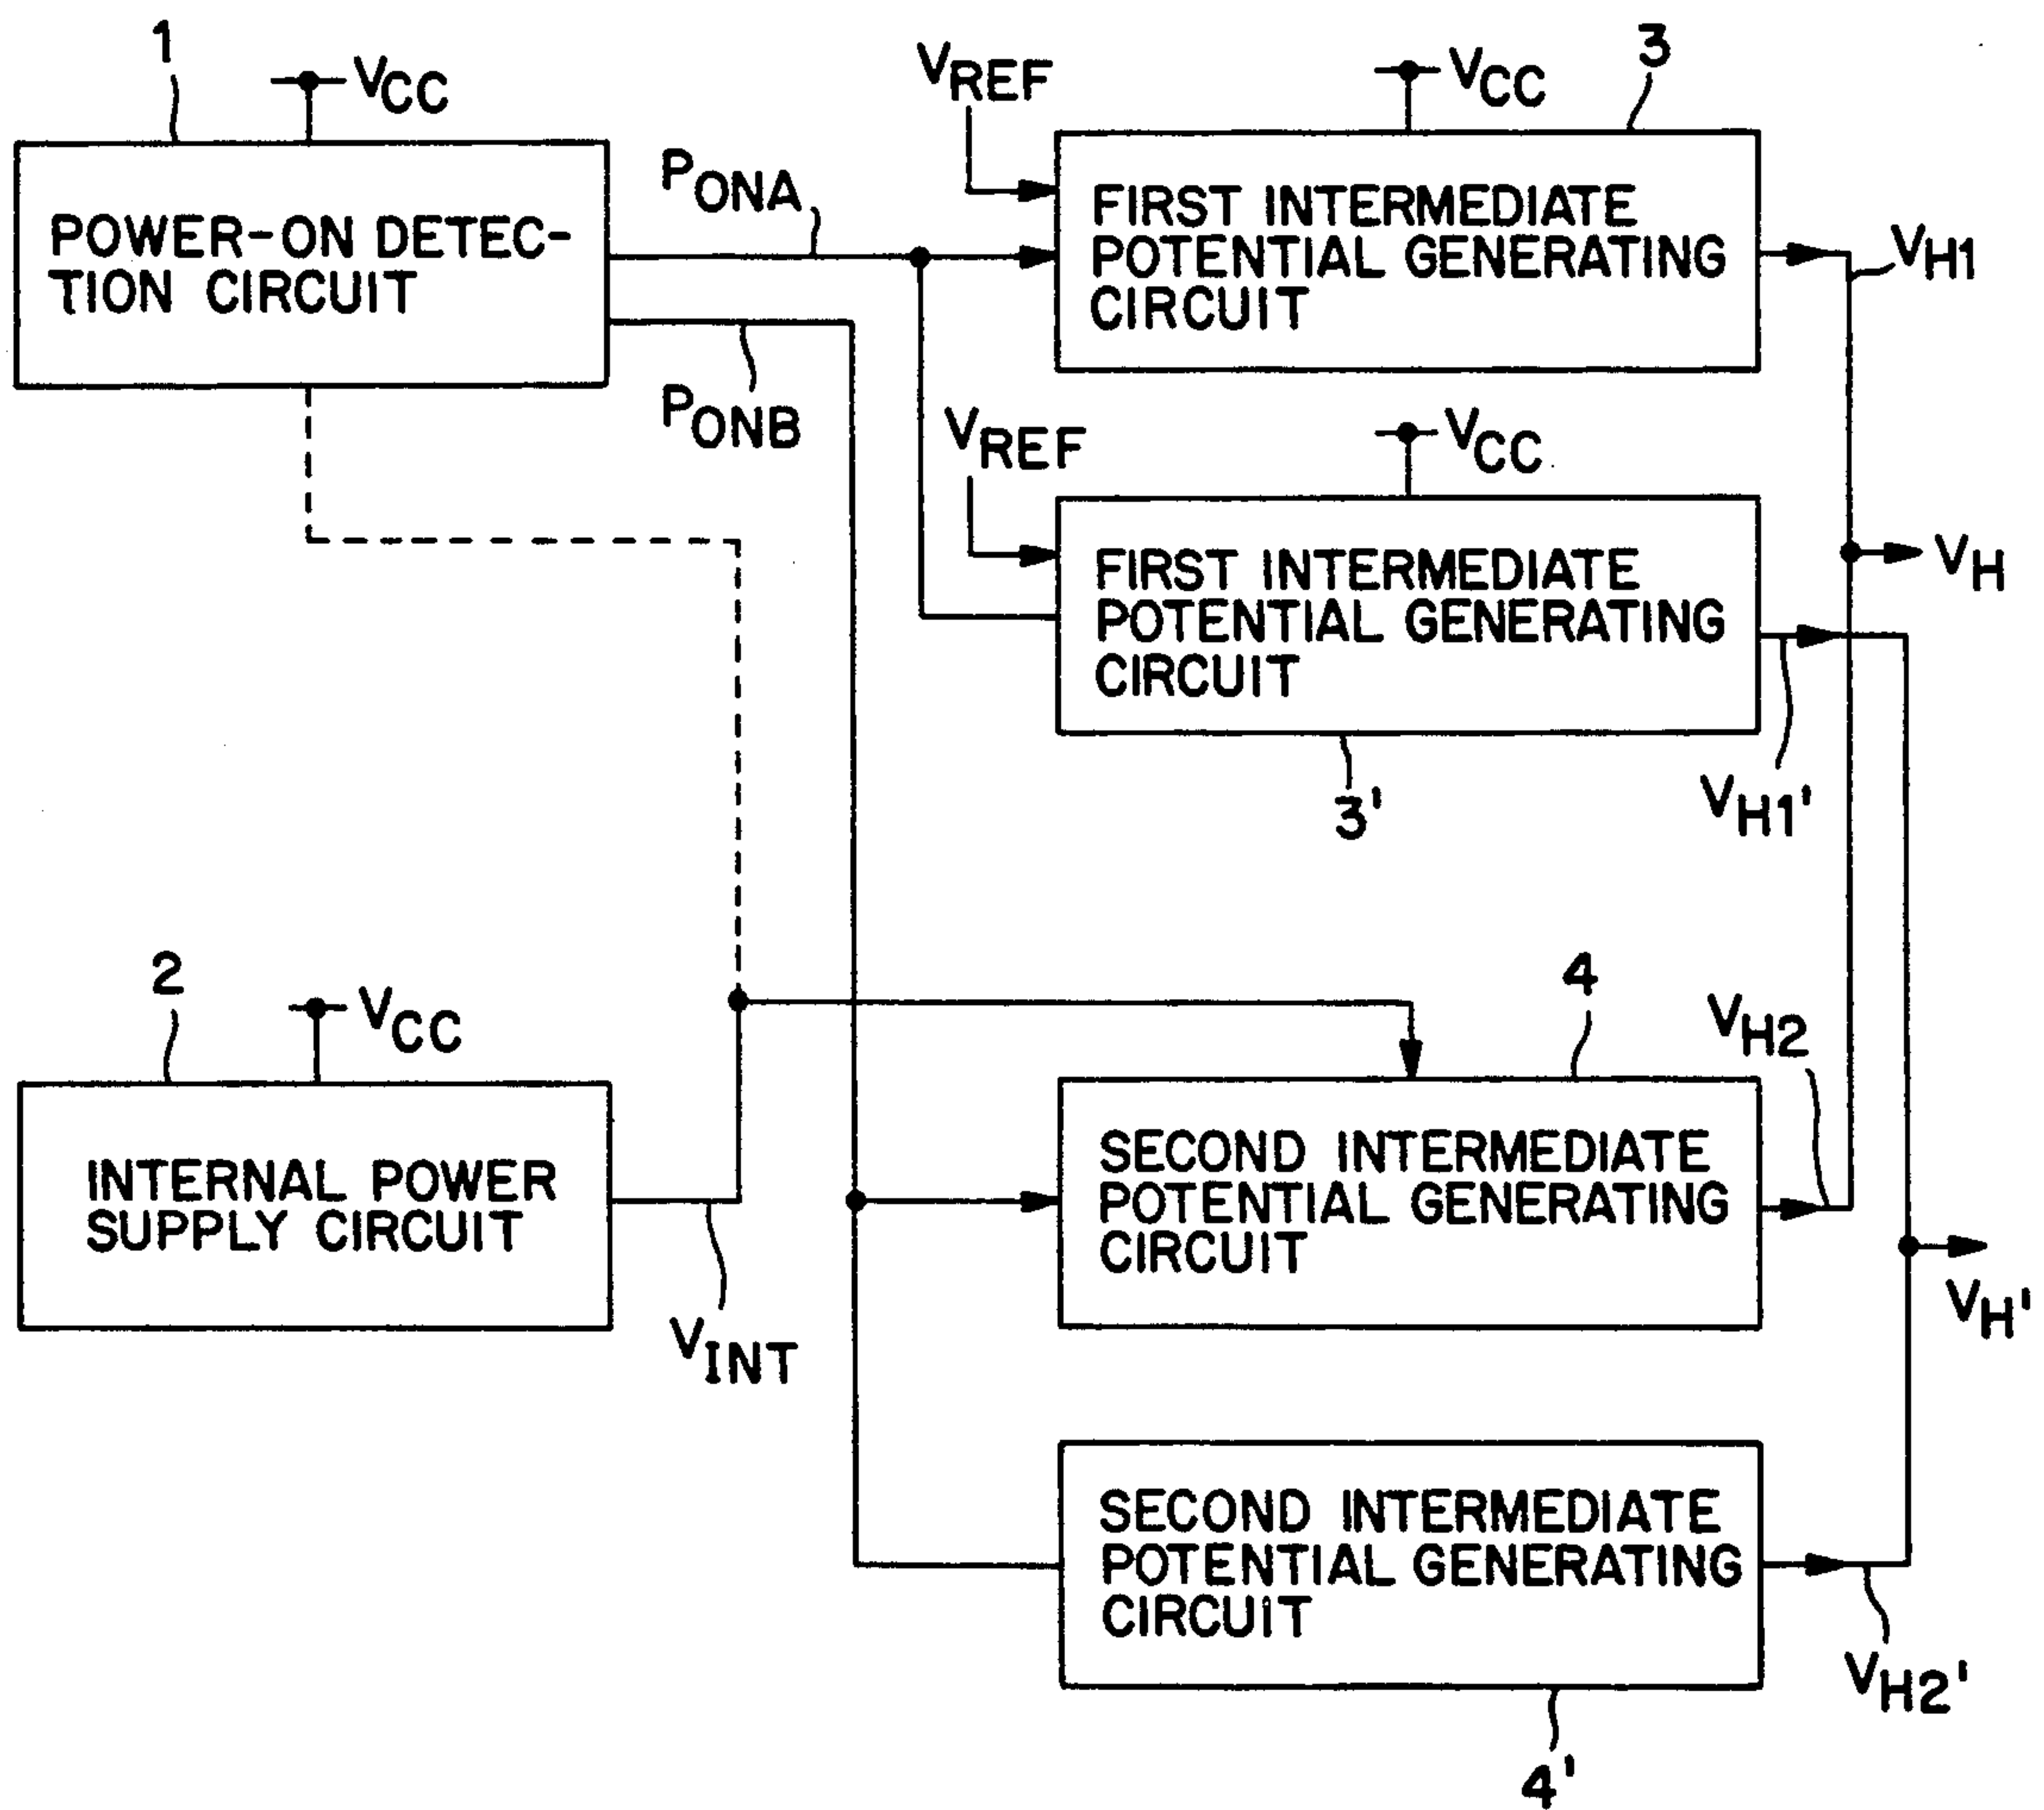 1
VCC
POWER-ON DETEC-
TION CIRCUIT
PONA
PONB
VREF
VCC
3
FIRST INTERMEDIATE
POTENTIAL GENERATING
CIRCUIT
VH1
VREF
VCC
FIRST INTERMEDIATE
POTENTIAL GENERATING
CIRCUIT
3'
VH1'
VH
2
VCC
INTERNAL POWER
SUPPLY CIRCUIT
VINT
4
VH2
SECOND INTERMEDIATE
POTENTIAL GENERATING
CIRCUIT
VH'
SECOND INTERMEDIATE
POTENTIAL GENERATING
CIRCUIT
VH2'
4'